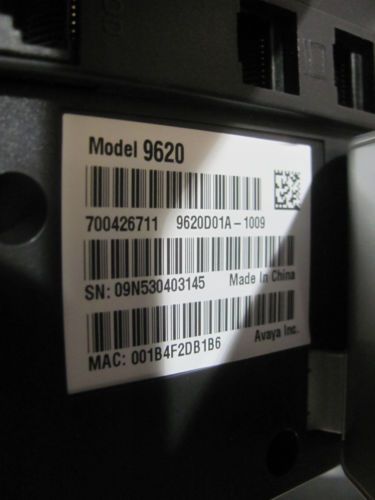 Model 9620
700426711 9620D01A-1009
SN: 09N530403145 Made In China
MAC: 001B4F2DB1B6 Avaya Inc.